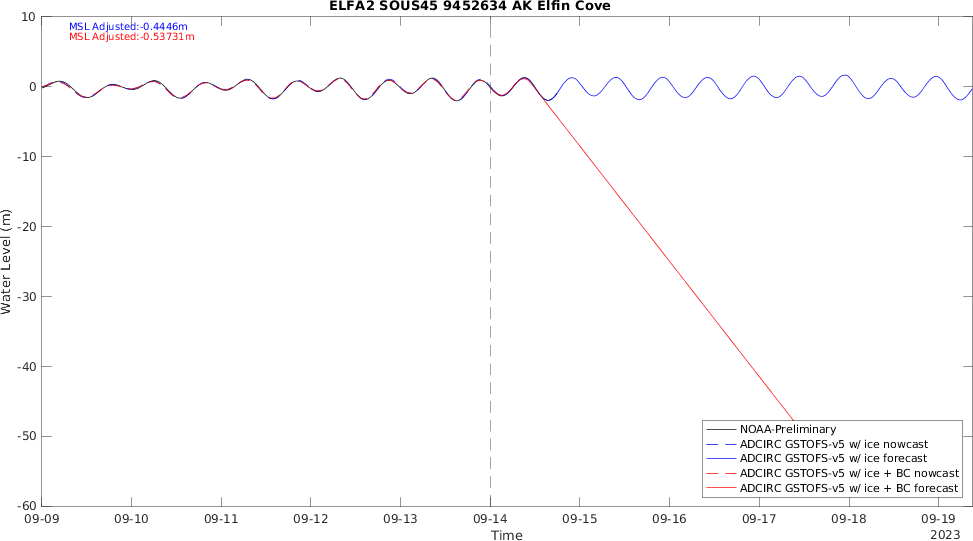 ELFA2 SOUS45 9452634 AK Elfin Cove
MSL Adjusted:-0.4446m
MSL Adjusted:-0.53731m
10
0
-10
-20
-30
-40
-50
-60
Water Level (m)
NOAA-Preliminary
ADCIRC GSTOFS-v5 w/ ice nowcast
ADCIRC GSTOFS-v5 w/ ice forecast
ADCIRC GSTOFS-v5 w/ ice + BC nowcast
ADCIRC GSTOFS-v5 w/ ice + BC forecast
09-09 09-10 09-11 09-12 09-13 09-14 09-15 09-16 09-17 09-18 09-19
Time
2023